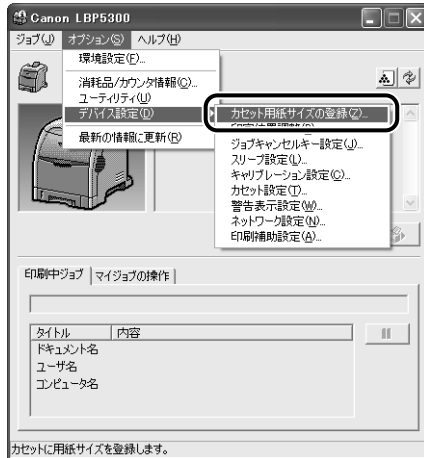 Canon LBP5300
ジョブ(J) オプション(S) ヘルプ(H)
環境設定(F)...
消耗品/カウンタ情報(C)...
ユーティリティ(U)
デバイス設定(D)
最新の情報に更新(R)
カセット用紙サイズの登録(Z)...
ジョブキャンセルキー設定(J)...
スリープ設定(L)...
キャリブレーション設定(C)...
カセット設定(T)...
警告表示設定(W)...
ネットワーク設定(N)...
印刷補助設定(A)...
印刷中ジョブ マイジョブの操作
タイトル 内容
ドキュメント名
ユーザ名
コンピュータ名
カセットに用紙サイズを登録します。